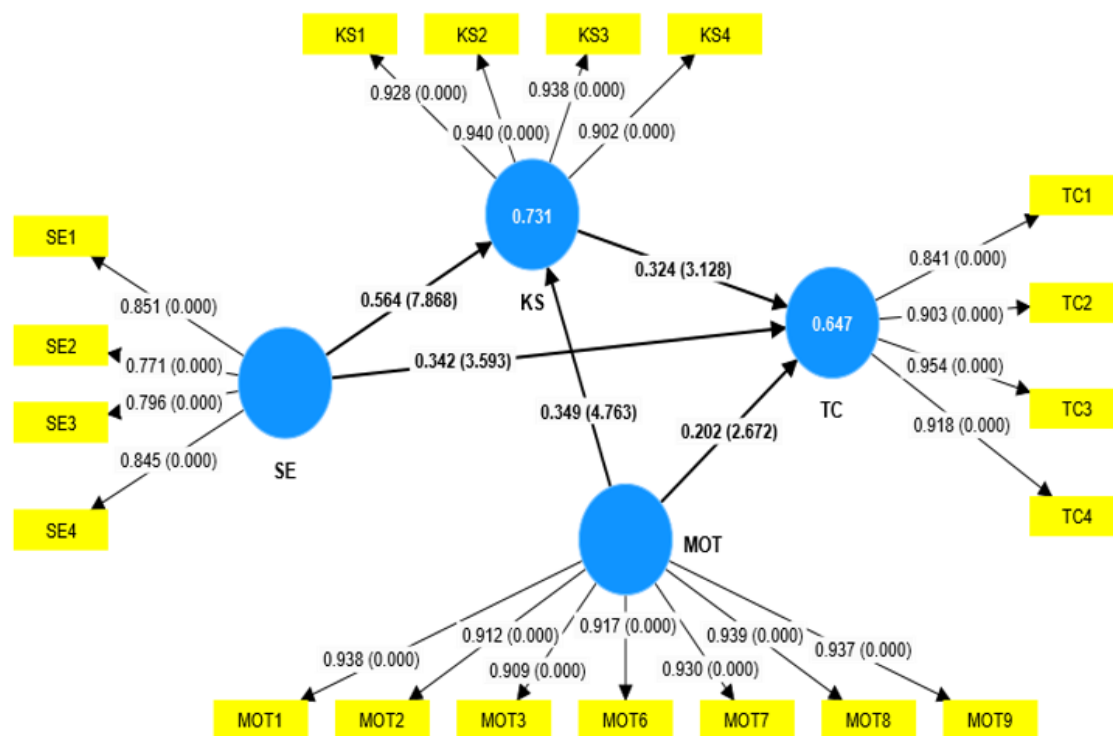 KS1
KS2
KS3
KS4
0.928 (0.000)
0.940 (0.000)
0.938 (0.000)
0.902 (0.000)
0.731
KS
SE1
SE2
SE3
SE4
0.851 (0.000)
0.771 (0.000)
0.796 (0.000)
0.845 (0.000)
SE
0.564 (7.868)
0.342 (3.593)
0.324 (3.128)
0.349 (4.763)
0.202 (2.672)
0.647
TC
0.841 (0.000)
0.903 (0.000)
0.954 (0.000)
0.918 (0.000)
TC1
TC2
TC3
TC4
MOT
0.938 (0.000)
0.912 (0.000)
0.909 (0.000)
0.917 (0.000)
0.930 (0.000)
0.939 (0.000)
0.937 (0.000)
MOT1
MOT2
MOT3
MOT6
MOT7
MOT8
MOT9